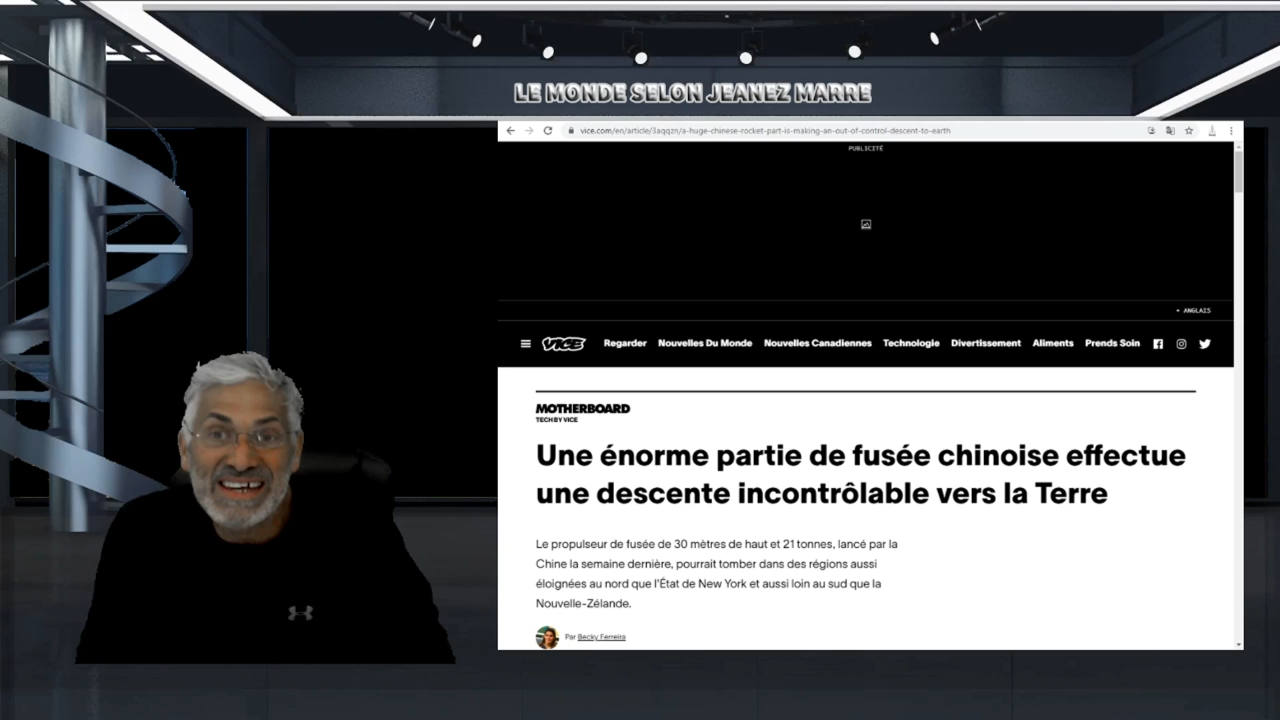 LE MONDE SELON JEANEZ MARRE
vice.com/en/article/3aqqzn/a-huge-chinese-rocket-part-is-making-an-out-of-control-descent-to-earth
PUBLICITÉ
+ ANGLAIS
VICE Regarder Nouvelles Du Monde Nouvelles Canadiennes Technologie Divertissement Aliments Prends Soin
MOTHERBOARD
TECH BY VICE
Une énorme partie de fusée chinoise effectue
une descente incontrôlable vers la Terre
Le propulseur de fusée de 30 mètres de haut et 21 tonnes, lancé par la
Chine la semaine dernière, pourrait tomber dans des régions aussi
éloignées au nord que l'État de New York et aussi loin au sud que la
Nouvelle-Zélande.
Par Becky Ferreira